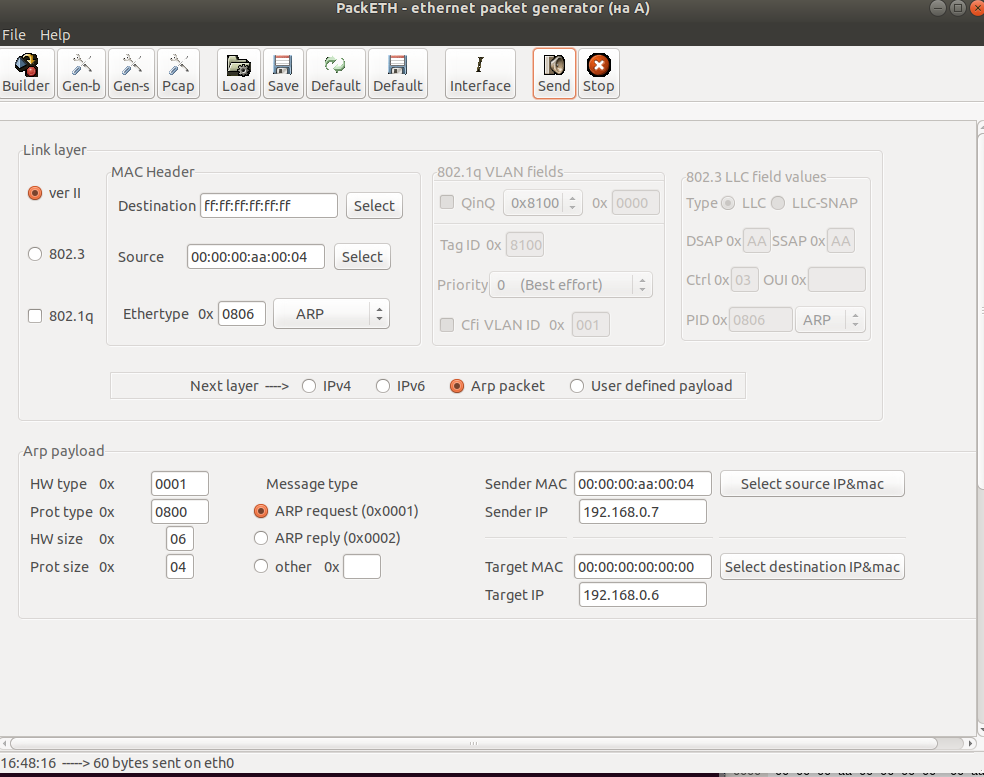 PackETH - ethernet packet generator (на A)
File Help
Builder Gen-b Gen-s Pcap Load Save Default Default Interface Send Stop
Link layer
MAC Header 802.1q VLAN fields 802.3 LLC field values
ver II Destination ff:ff:ff:ff:ff:ff Select QinQ 0x8100 0x 0000 Type LLC LLC-SNAP
802.3 Source 00:00:00:aa:00:04 Select Tag ID 0x 8100 DSAP 0x AA SSAP 0x AA
Priority 0 (Best effort) Ctrl 0x 03 OUI 0x
802.1q Ethertype 0x 0806 ARP Cfi VLAN ID 0x 001 PID 0x 0806 ARP
Next layer ----> IPv4 IPv6 Arp packet User defined payload
Arp payload
HW type 0x 0001 Message type Sender MAC 00:00:00:aa:00:04 Select source IP&mac
Prot type 0x 0800 ARP request (0x0001) Sender IP 192.168.0.7
HW size 0x 06 ARP reply (0x0002)
Prot size 0x 04 other 0x Target MAC 00:00:00:00:00:00 Select destination IP&mac
Target IP 192.168.0.6
16:48:16 -----> 60 bytes sent on eth0